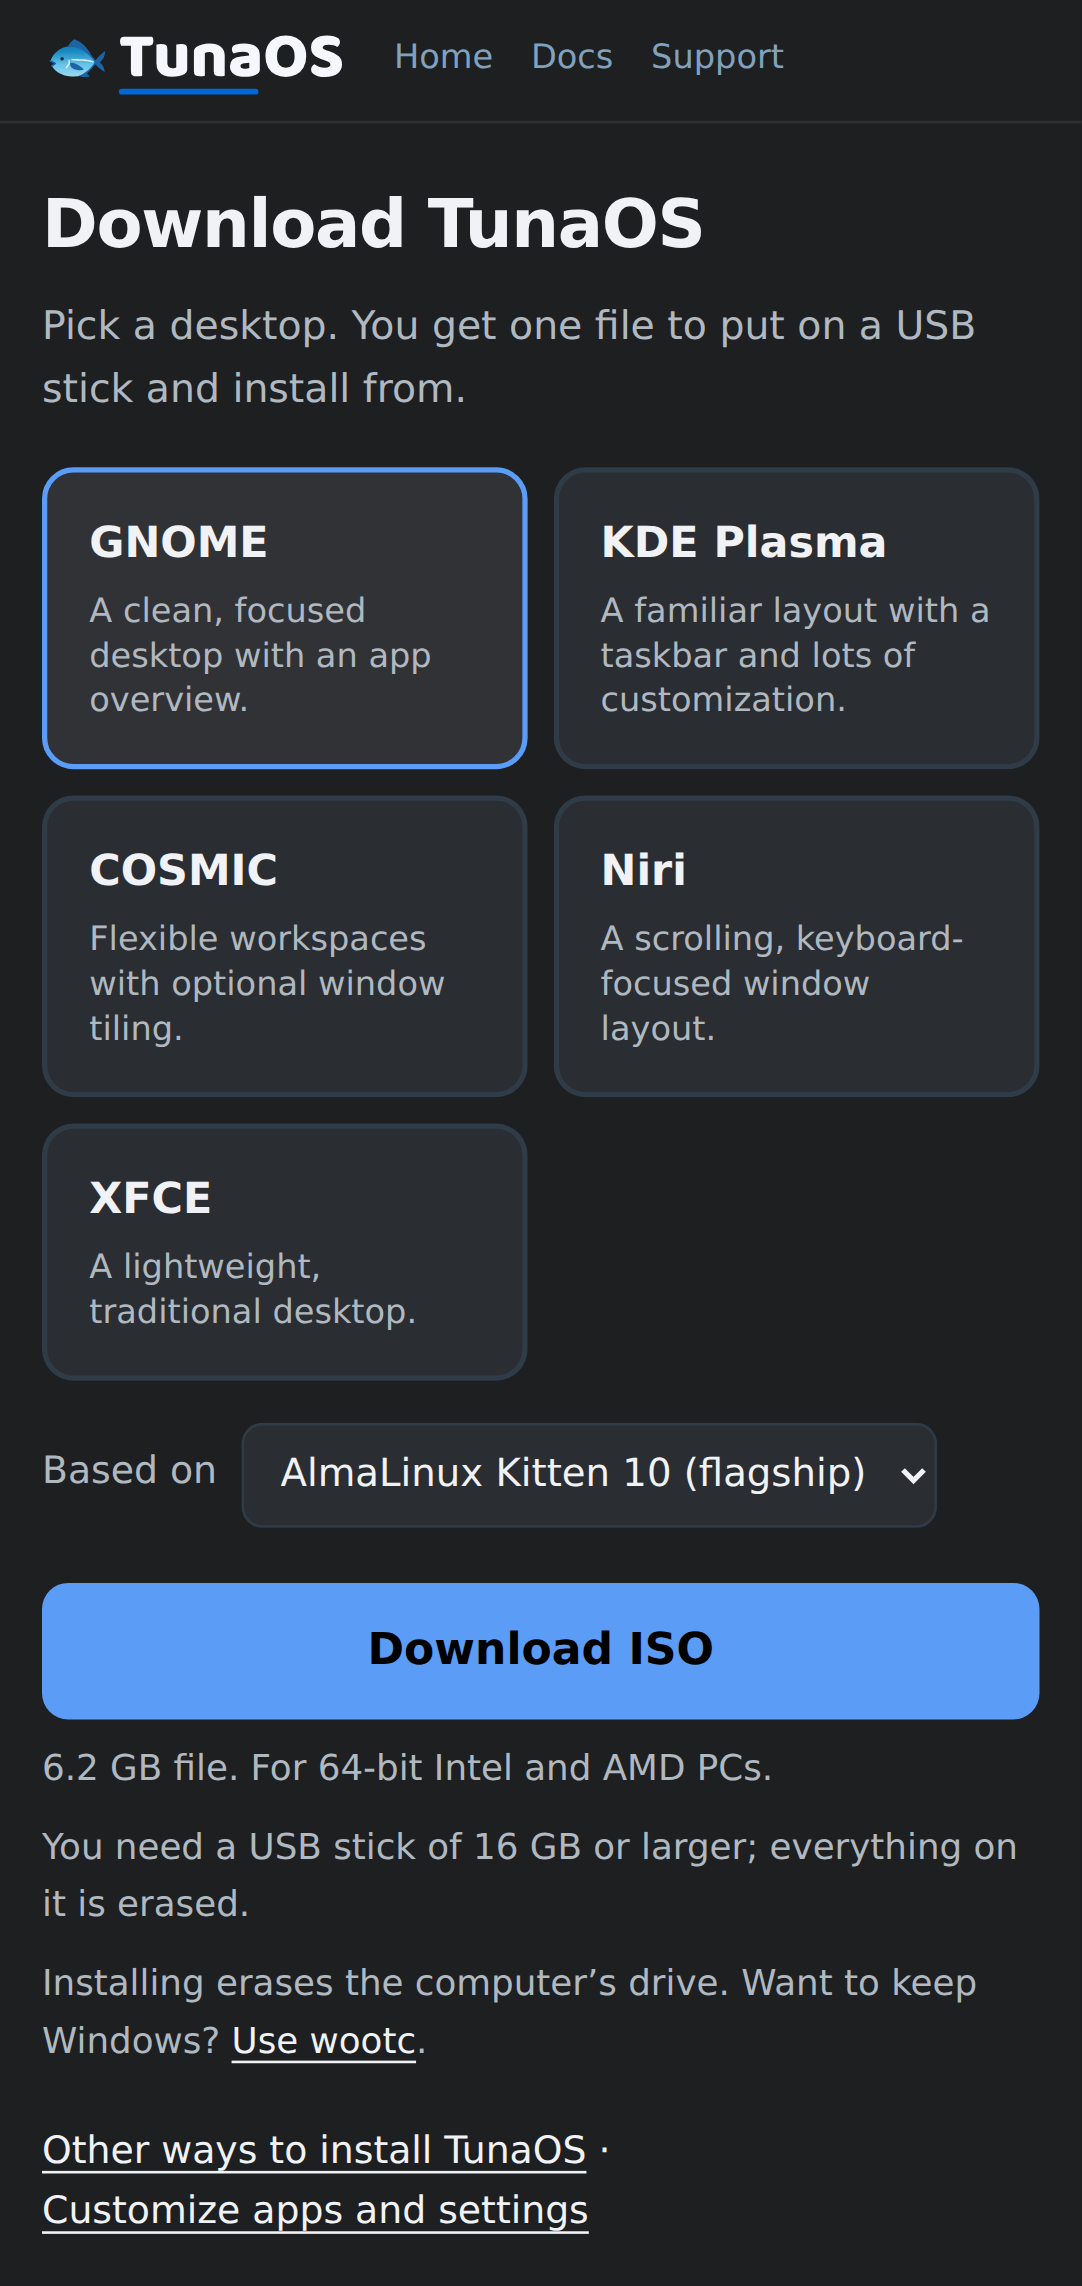 TunaOS Home Docs Support
Download TunaOS
Pick a desktop. You get one file to put on a USB
stick and install from.
GNOME
A clean, focused
desktop with an app
overview.
KDE Plasma
A familiar layout with a
taskbar and lots of
customization.
COSMIC
Flexible workspaces
with optional window
tiling.
Niri
A scrolling, keyboard-
focused window
layout.
XFCE
A lightweight,
traditional desktop.
Based on AlmaLinux Kitten 10 (flagship)
Download ISO
6.2 GB file. For 64-bit Intel and AMD PCs.
You need a USB stick of 16 GB or larger; everything on
it is erased.
Installing erases the computer’s drive. Want to keep
Windows? Use wootc.
Other ways to install TunaOS ·
Customize apps and settings